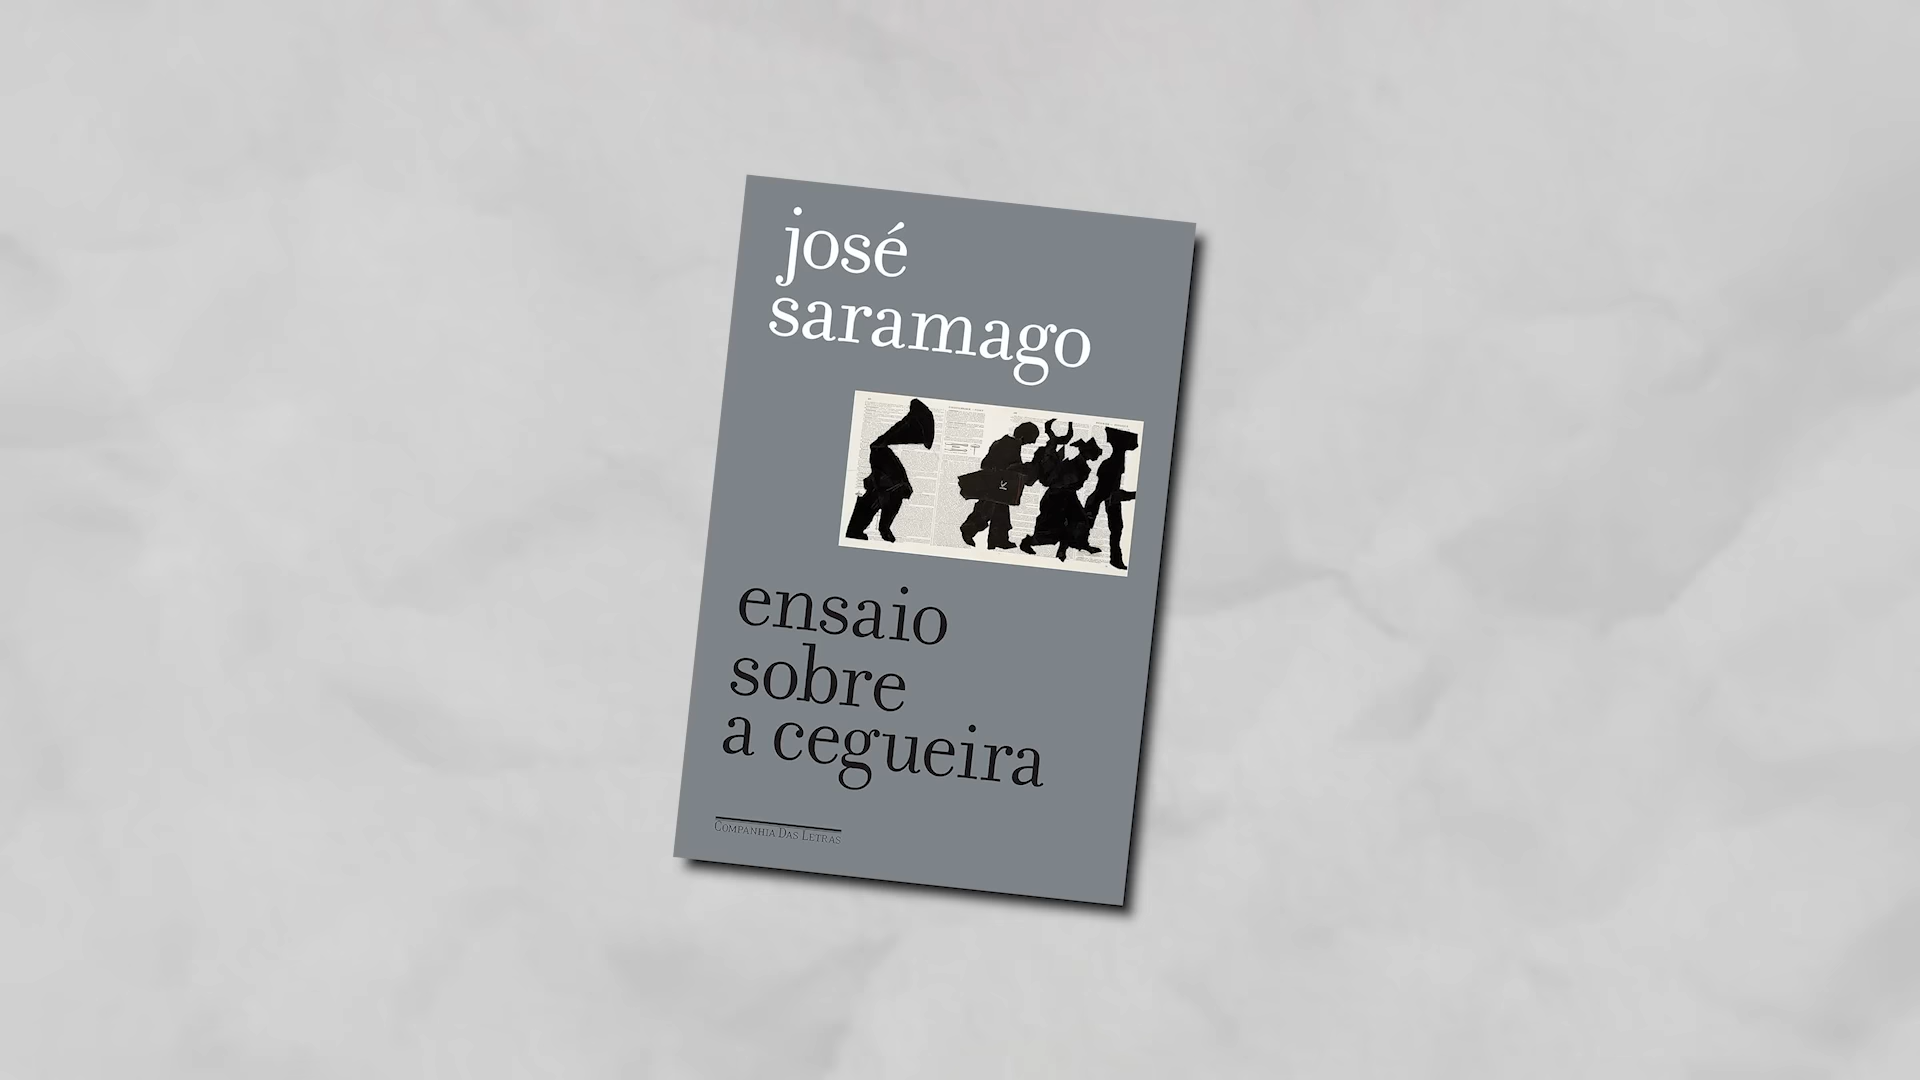 josé
saramago
ensaio
sobre
a cegueira
Companhia Das Letras